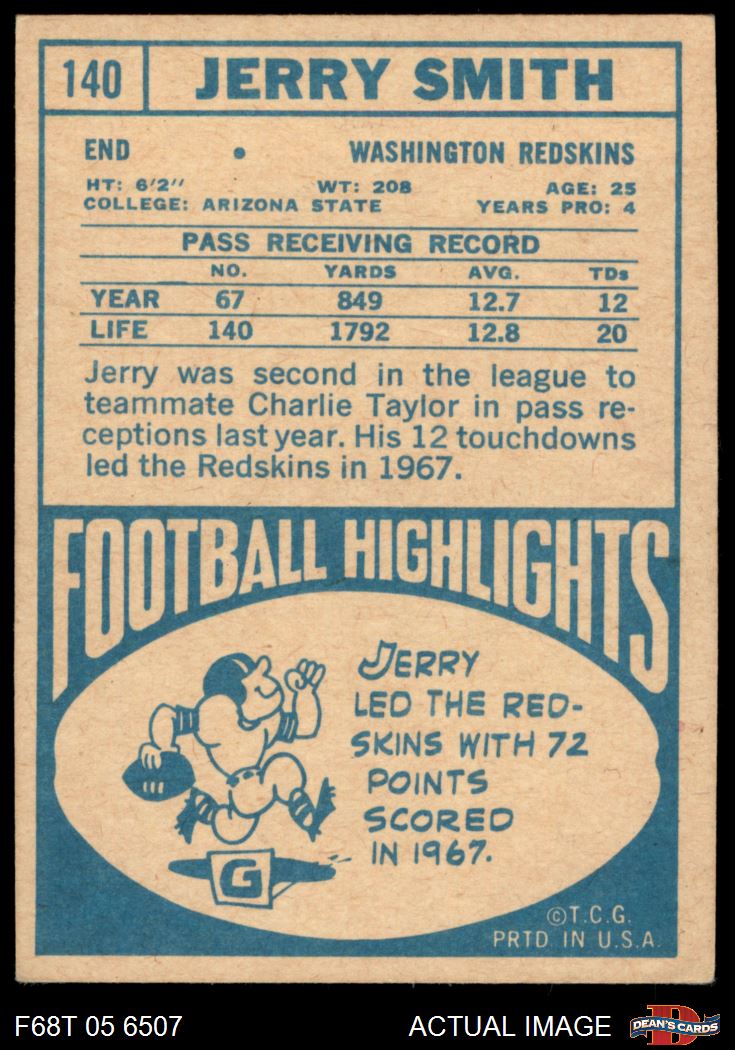 140 JERRY SMITH
END • WASHINGTON REDSKINS
HT: 6'2" WT: 208 AGE: 25
COLLEGE: ARIZONA STATE YEARS PRO: 4
PASS RECEIVING RECORD
NO. YARDS AVG. TDs
YEAR 67 849 12.7 12
LIFE 140 1792 12.8 20
Jerry was second in the league to
teammate Charlie Taylor in pass re-
ceptions last year. His 12 touchdowns
led the Redskins in 1967.
FOOTBALL HIGHLIGHTS
JERRY
LED THE RED-
SKINS WITH 72
POINTS
SCORED
IN 1967.
G
©T.C.G.
PRTD. IN U.S.A.
F68T 05 6507 ACTUAL IMAGE D DEAN'S CARDS